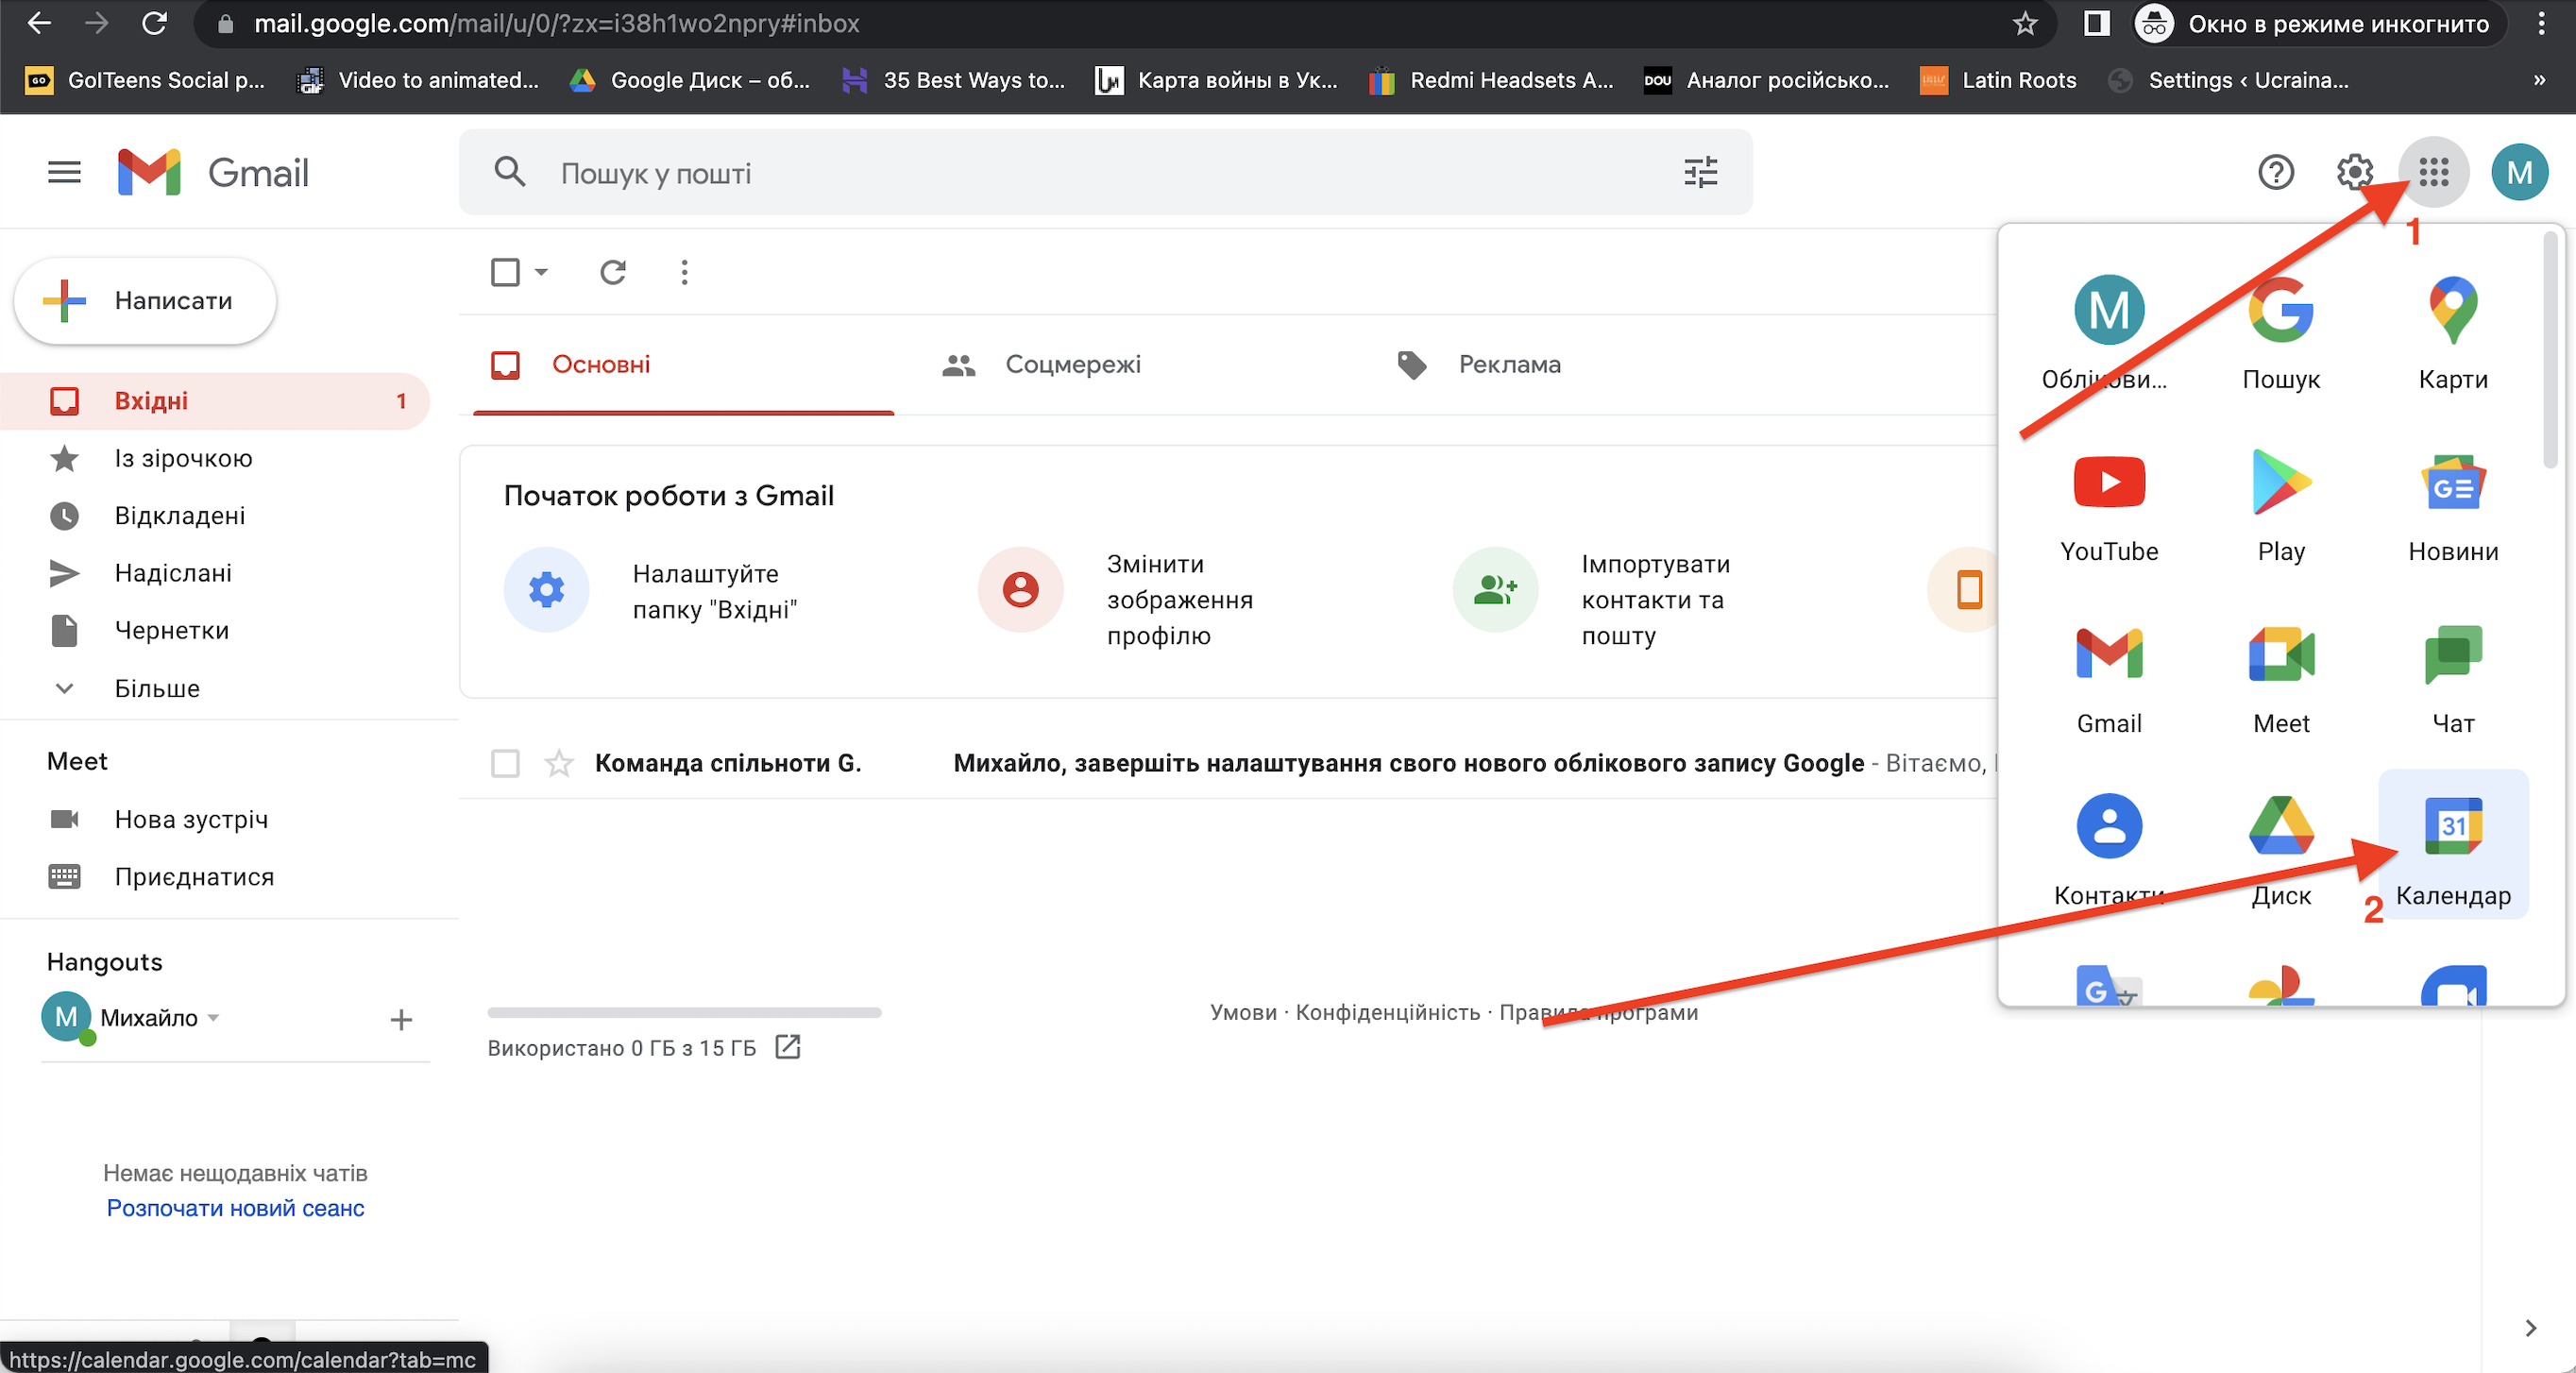 mail.google.com/mail/u/0/?zx=i38h1wo2npry#inbox
Окно в режиме инкогнито
GoITeens Social p...
Video to animated...
Google Диск – об...
35 Best Ways to...
Карта войны в Ук...
Redmi Headsets A...
DOU
Аналог російсько...
Latin Roots
Settings ‹ Ucraina...
»
Gmail
Пошук у пошті
M
1
Написати
Вхідні 1
Із зірочкою
Відкладені
Надіслані
Чернетки
Більше
Meet
Нова зустріч
Приєднатися
Hangouts
M Михайло
Немає нещодавніх чатів
Розпочати новий сеанс
https://calendar.google.com/calendar?tab=mc
Основні
Соцмережі
Реклама
Початок роботи з Gmail
Налаштуйте
папку "Вхідні"
Змінити
зображення
профілю
Імпортувати
контакти та
пошту
Команда спільноти G.
Михайло, завершіть налаштування свого нового облікового запису Google - Вітаємо,
Використано 0 ГБ з 15 ГБ
Умови · Конфіденційність · Правила програми
M
Обліков​и...
Пошук
Карти
YouTube
Play
Новини
Gmail
Meet
Чат
Контакти
Диск
31
Календар
2